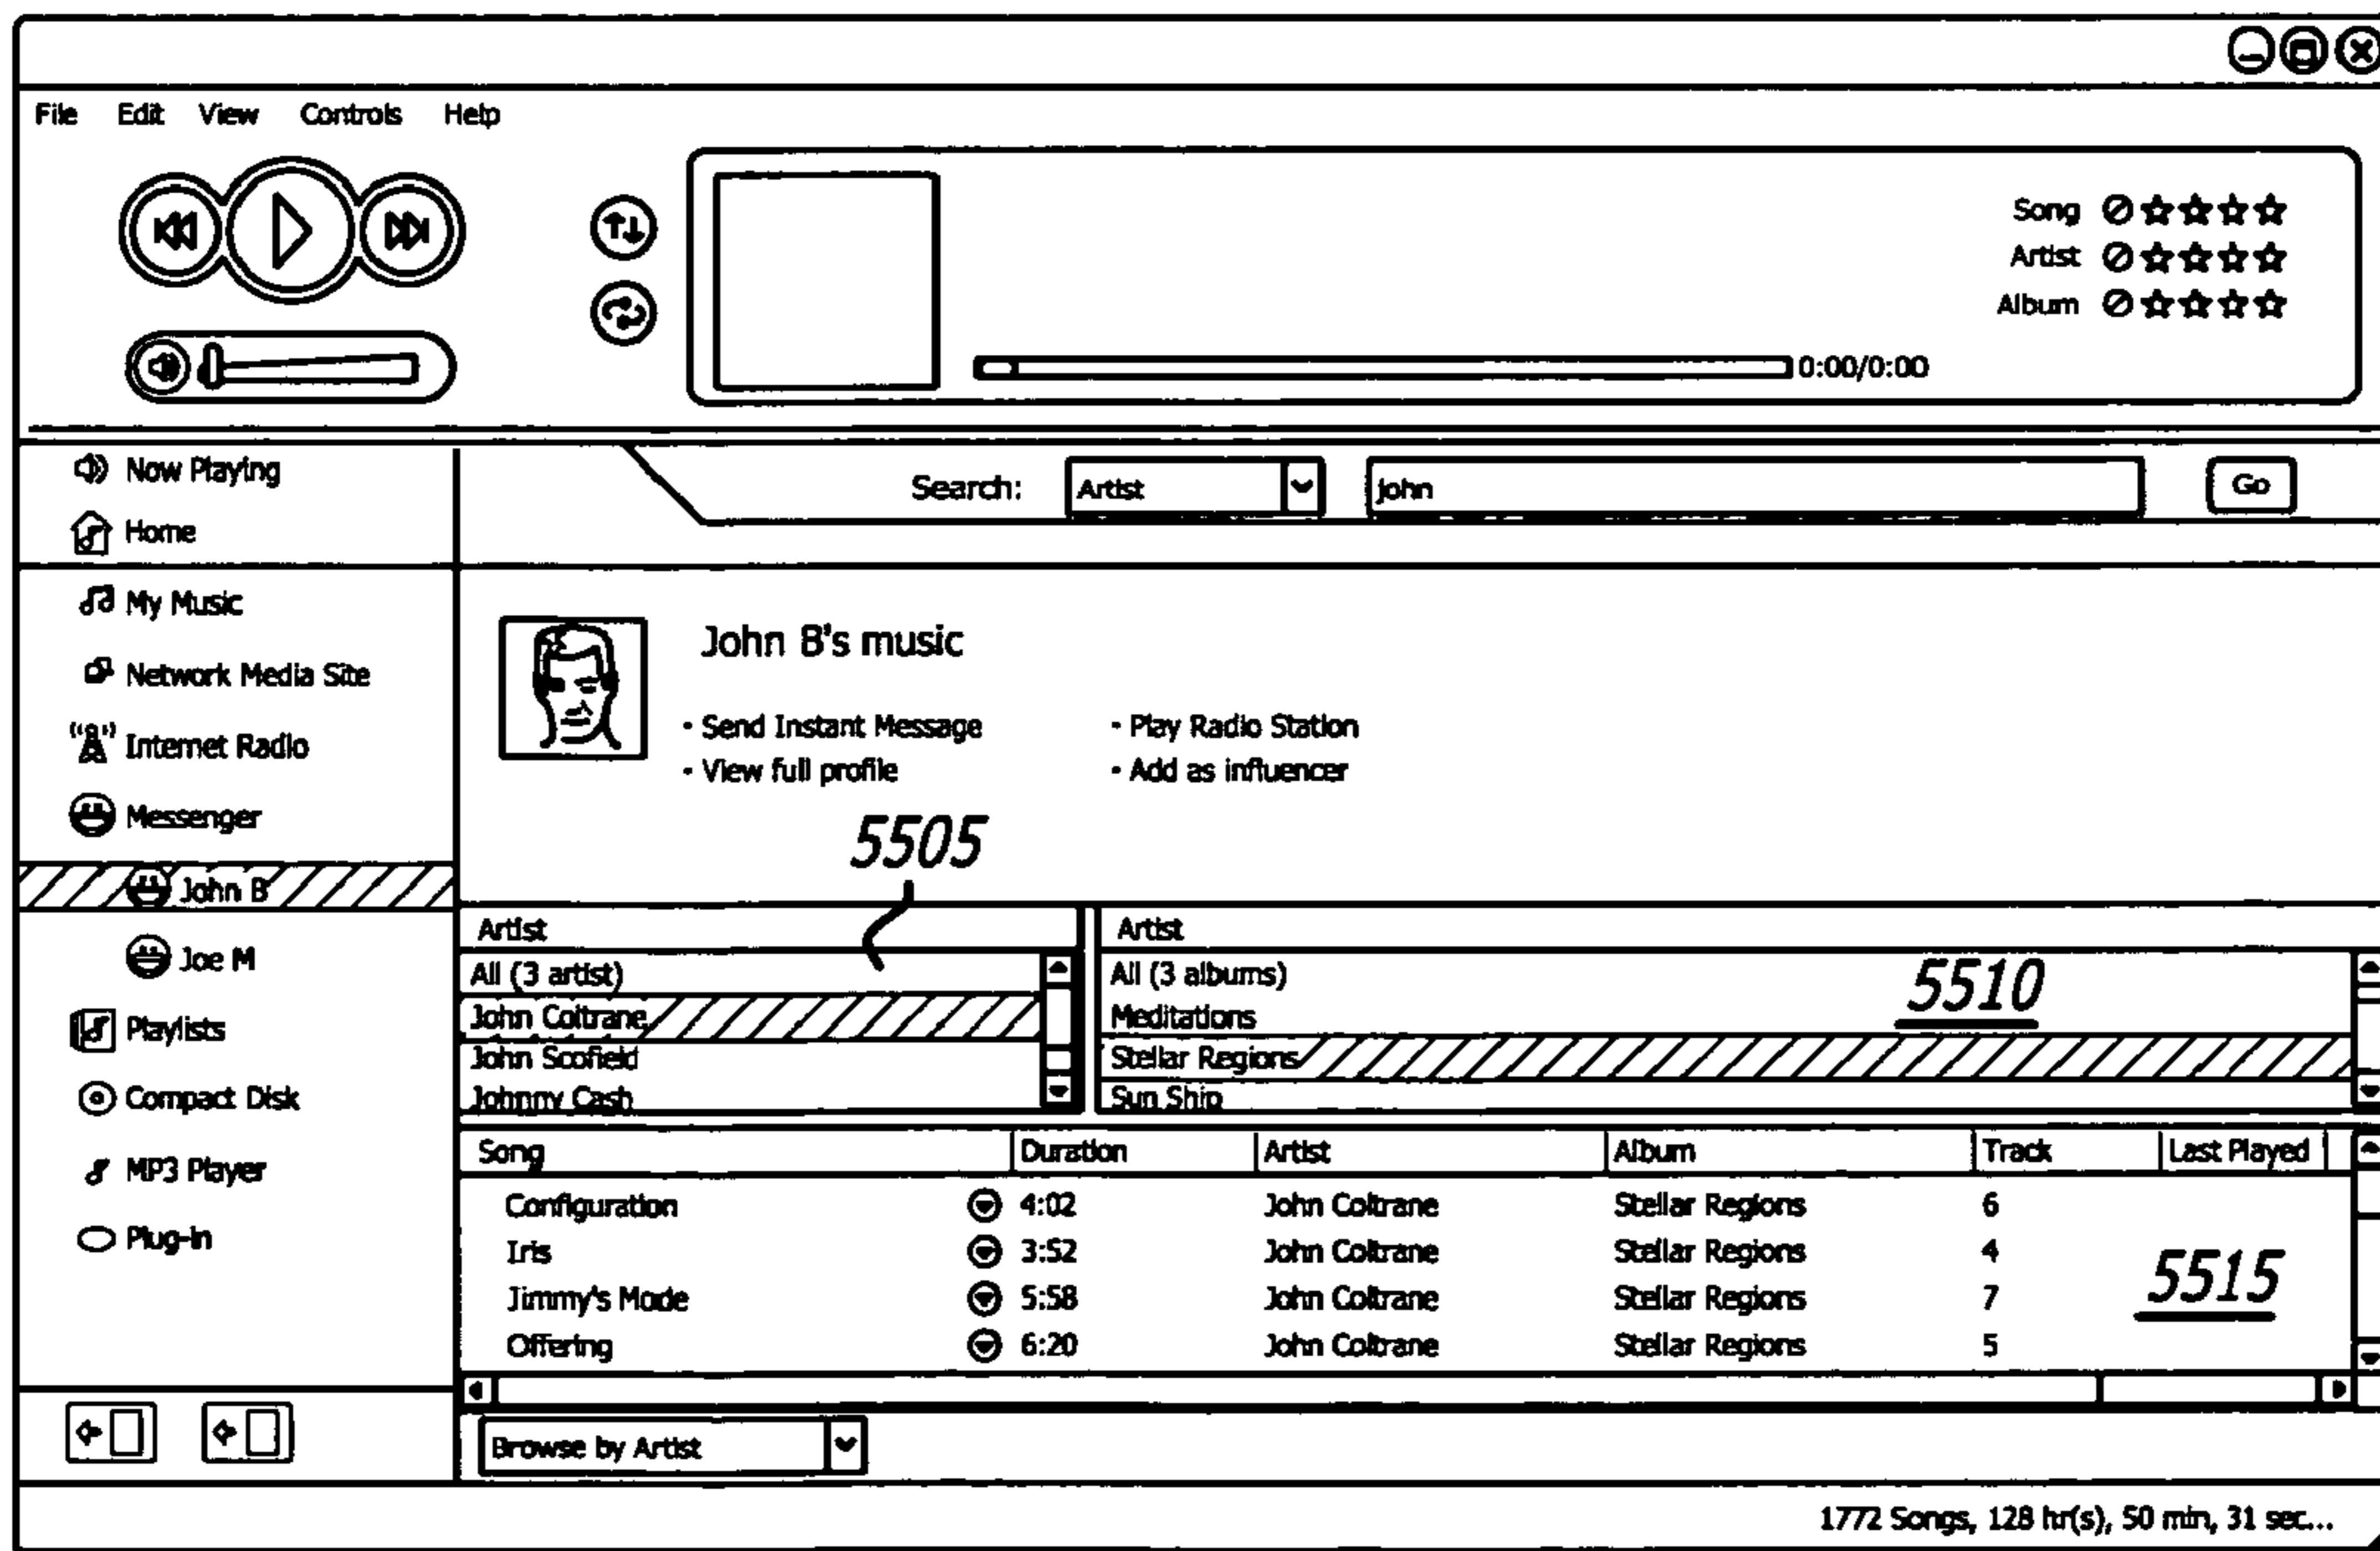 File Edit View Controls Help
Song
Artist
Album
0:00/0:00
Now Playing
Home
Search: Artist john Go
My Music
Network Media Site
Internet Radio
Messenger
John B
Joe M
Playlists
Compact Disk
MP3 Player
Plug-in
John B's music
- Send Instant Message - Play Radio Station
- View full profile - Add as influencer
5505
Artist
All (3 artist)
John Coltrane
John Scofield
Johnny Cash
Artist
All (3 albums)
Meditations
Stellar Regions
Sun Ship
5510
Song Duration Artist Album Track Last Played
Configuration 4:02 John Coltrane Stellar Regions 6
Iris 3:52 John Coltrane Stellar Regions 4
Jimmy's Mode 5:58 John Coltrane Stellar Regions 7
Offering 6:20 John Coltrane Stellar Regions 5
5515
Browse by Artist
1772 Songs, 128 hr(s), 50 min, 31 sec...